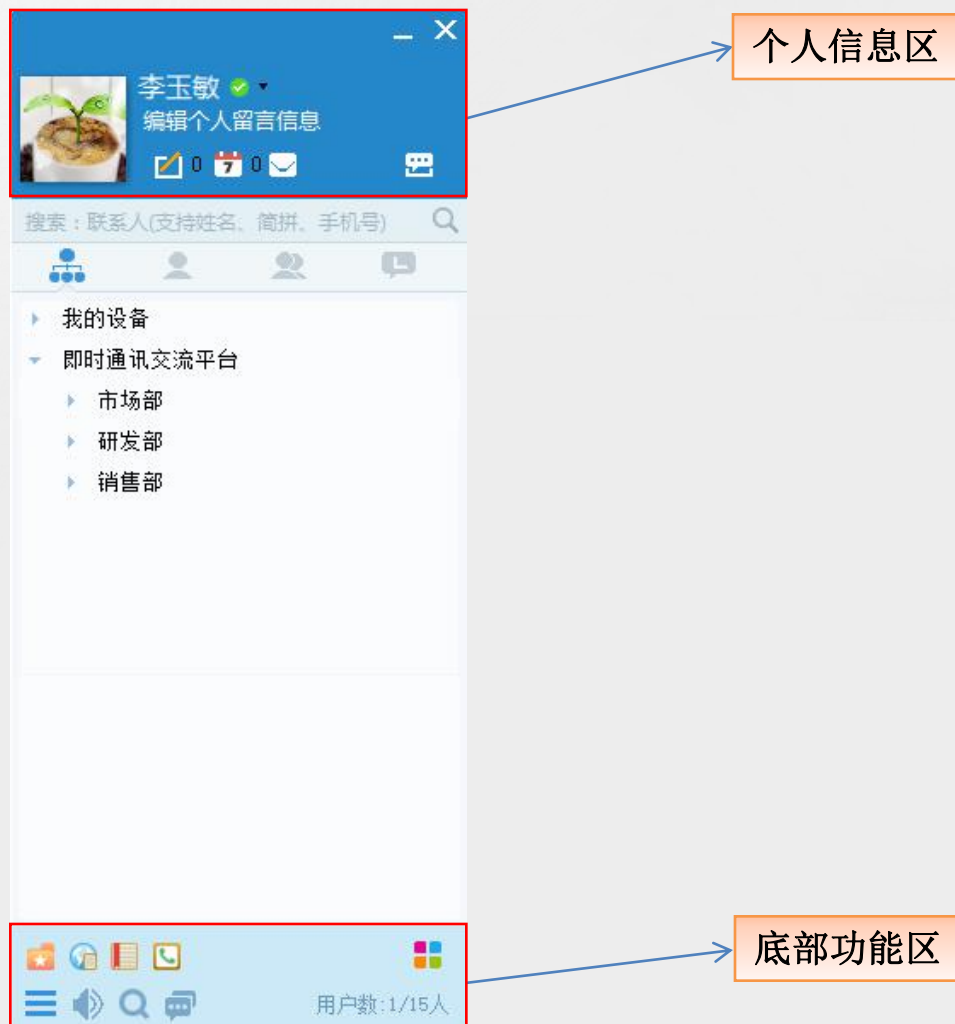 个人信息区
李玉敏
编辑个人留言信息
0 7 0
搜索：联系人(支持姓名、简拼、手机号)
我的设备
即时通讯交流平台
市场部
研发部
销售部
底部功能区
用户数:1/15人